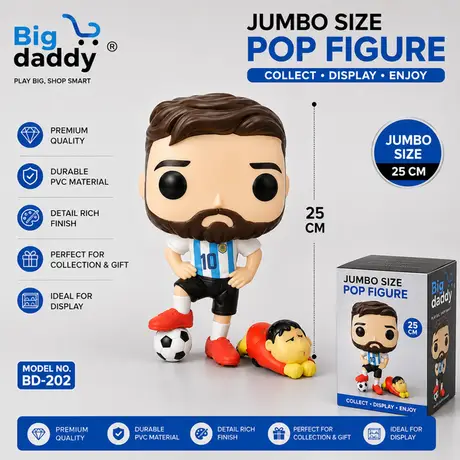 Big
daddy ®
PLAY BIG, SHOP SMART
JUMBO SIZE
POP FIGURE
COLLECT • DISPLAY • ENJOY
PREMIUM
QUALITY
DURABLE
PVC MATERIAL
DETAIL RICH
FINISH
PERFECT FOR
COLLECTION & GIFT
IDEAL FOR
DISPLAY
MODEL NO.
BD-202
10
25
CM
JUMBO
SIZE
25 CM
JUMBO SIZE
POP FIGURE
25
CM
COLLECT • DISPLAY • ENJOY
Big
daddy
PREMIUM
QUALITY
DURABLE
PVC MATERIAL
DETAIL RICH
FINISH
PERFECT FOR
COLLECTION & GIFT
IDEAL FOR
DISPLAY